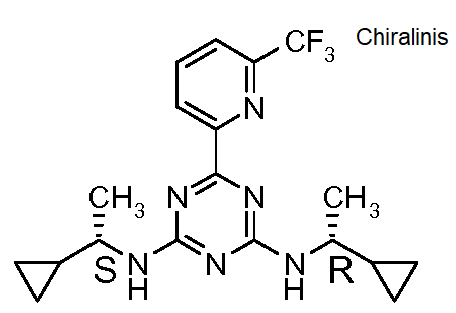 CF3 Chiralinis
N
CH3 N N CH3
S N N N R
H H